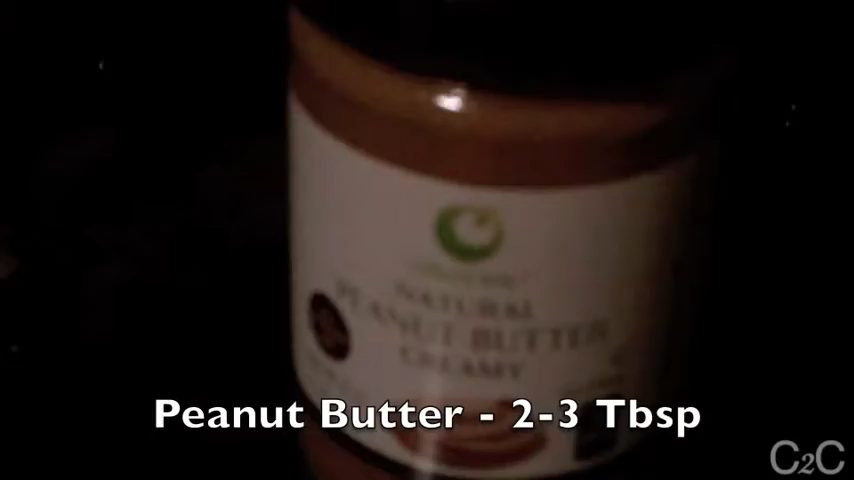 NATURAL
PEANUT BUTTER
CREAMY
Peanut Butter - 2-3 Tbsp
C2C